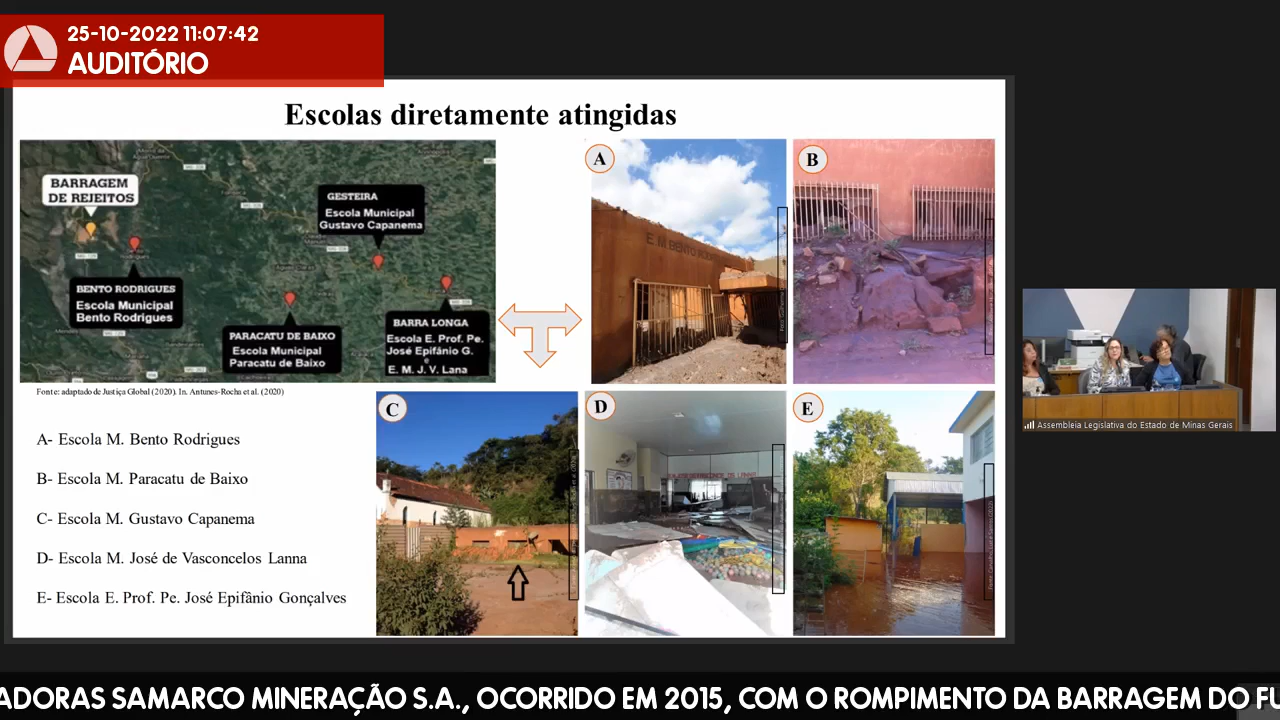 25-10-2022 11:07:42
AUDITÓRIO
Escolas diretamente atingidas
BARRAGEM
DE REJEITOS
GESTEIRA
Escola Municipal
Gustavo Capanema
BENTO RODRIGUES
Escola Municipal
Bento Rodrigues
PARACATU DE BAIXO
Escola Municipal
Paracatu de Baixo
BARRA LONGA
Escola E. Prof. Pe.
José Epifânio G.
e
E. M. J. V. Lana
A
E M BENTO
B
Fonte: adaptado de Justiça Global (2020). In. Antunes-Rocha et al. (2020)
A- Escola M. Bento Rodrigues
B- Escola M. Paracatu de Baixo
C- Escola M. Gustavo Capanema
D- Escola M. José de Vasconcelos Lanna
E- Escola E. Prof. Pe. José Epifânio Gonçalves
C
D
E
Assembleia Legislativa do Estado de Minas Gerais
ADORAS SAMARCO MINERAÇÃO S.A., OCORRIDO EM 2015, COM O ROMPIMENTO DA BARRAGEM DO FU